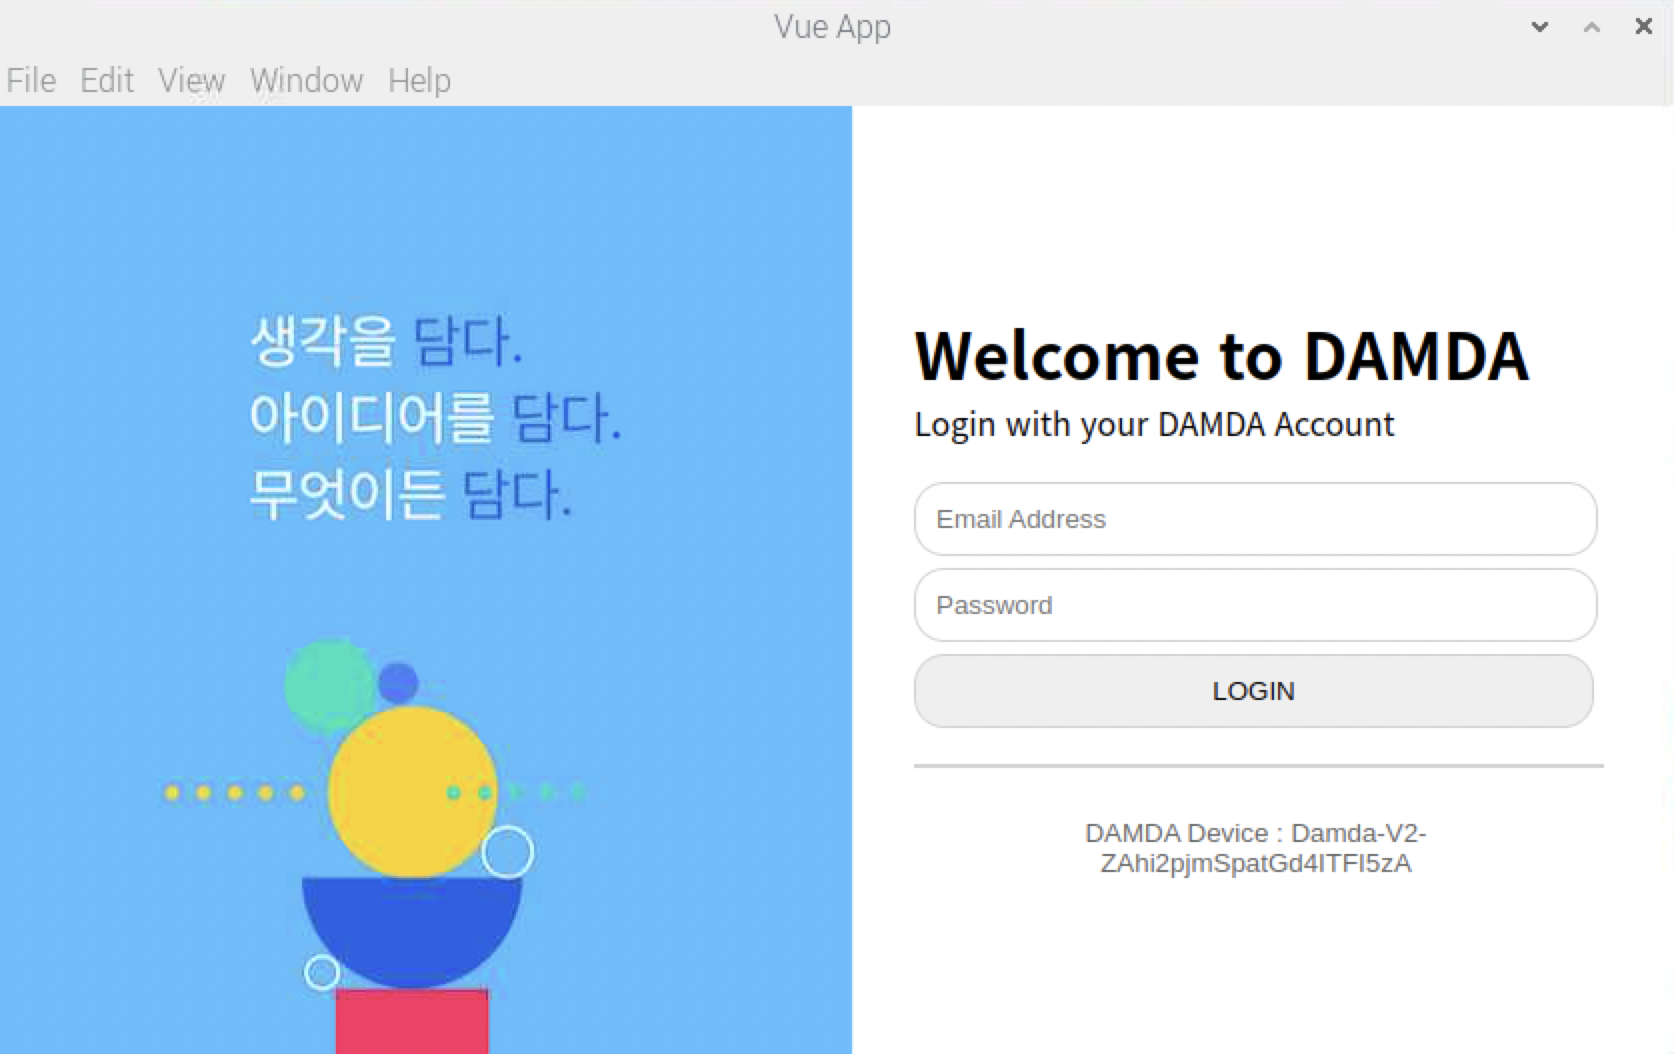 Vue App
File Edit View Window Help
생각을 담다.
아이디어를 담다.
무엇이든 담다.
Welcome to DAMDA
Login with your DAMDA Account
Email Address
Password
LOGIN
DAMDA Device : Damda-V2-
ZAhi2pjmSpatGd4ITFI5zA